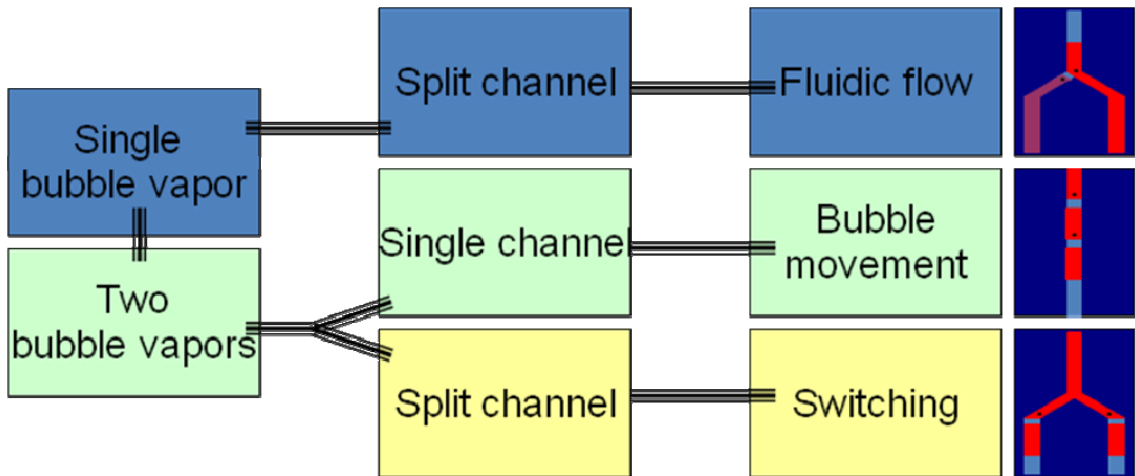 Single
bubble vapor
Split channel
Fluidic flow
Two
bubble vapors
Single channel
Bubble
movement
Split channel
Switching